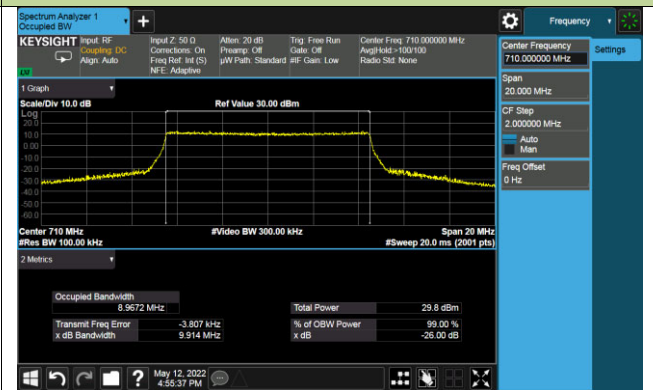 Spectrum Analyzer 1
Occupied BW
+
Frequency
KEYSIGHT
Input: RF
Coupling: DC
Align: Auto
Input Z: 50 Ω
Corrections: On
Freq Ref: Int (S)
NFE: Adaptive
Atten: 20 dB
Preamp: Off
µW Path: Standard
Trig: Free Run
Gate: Off
#IF Gain: Low
Center Freq: 710.000000 MHz
Avg|Hold:>100/100
Radio Std: None
Center Frequency
710.000000 MHz
Settings
Span
20.000 MHz
CF Step
2.000000 MHz
Auto
Man
Freq Offset
0 Hz
1 Graph
Scale/Div 10.0 dB
Ref Value 30.00 dBm
Log
20.0
10.0
0.00
-10.0
-20.0
-30.0
-40.0
-50.0
-60.0
Center 710 MHz
#Video BW 300.00 kHz
Span 20 MHz
#Res BW 100.00 kHz
#Sweep 20.0 ms (2001 pts)
2 Metrics
Occupied Bandwidth
8.9672 MHz
Total Power
29.8 dBm
Transmit Freq Error
-3.807 kHz
% of OBW Power
99.00 %
x dB Bandwidth
9.914 MHz
x dB
-26.00 dB
?
May 12, 2022
4:55:37 PM